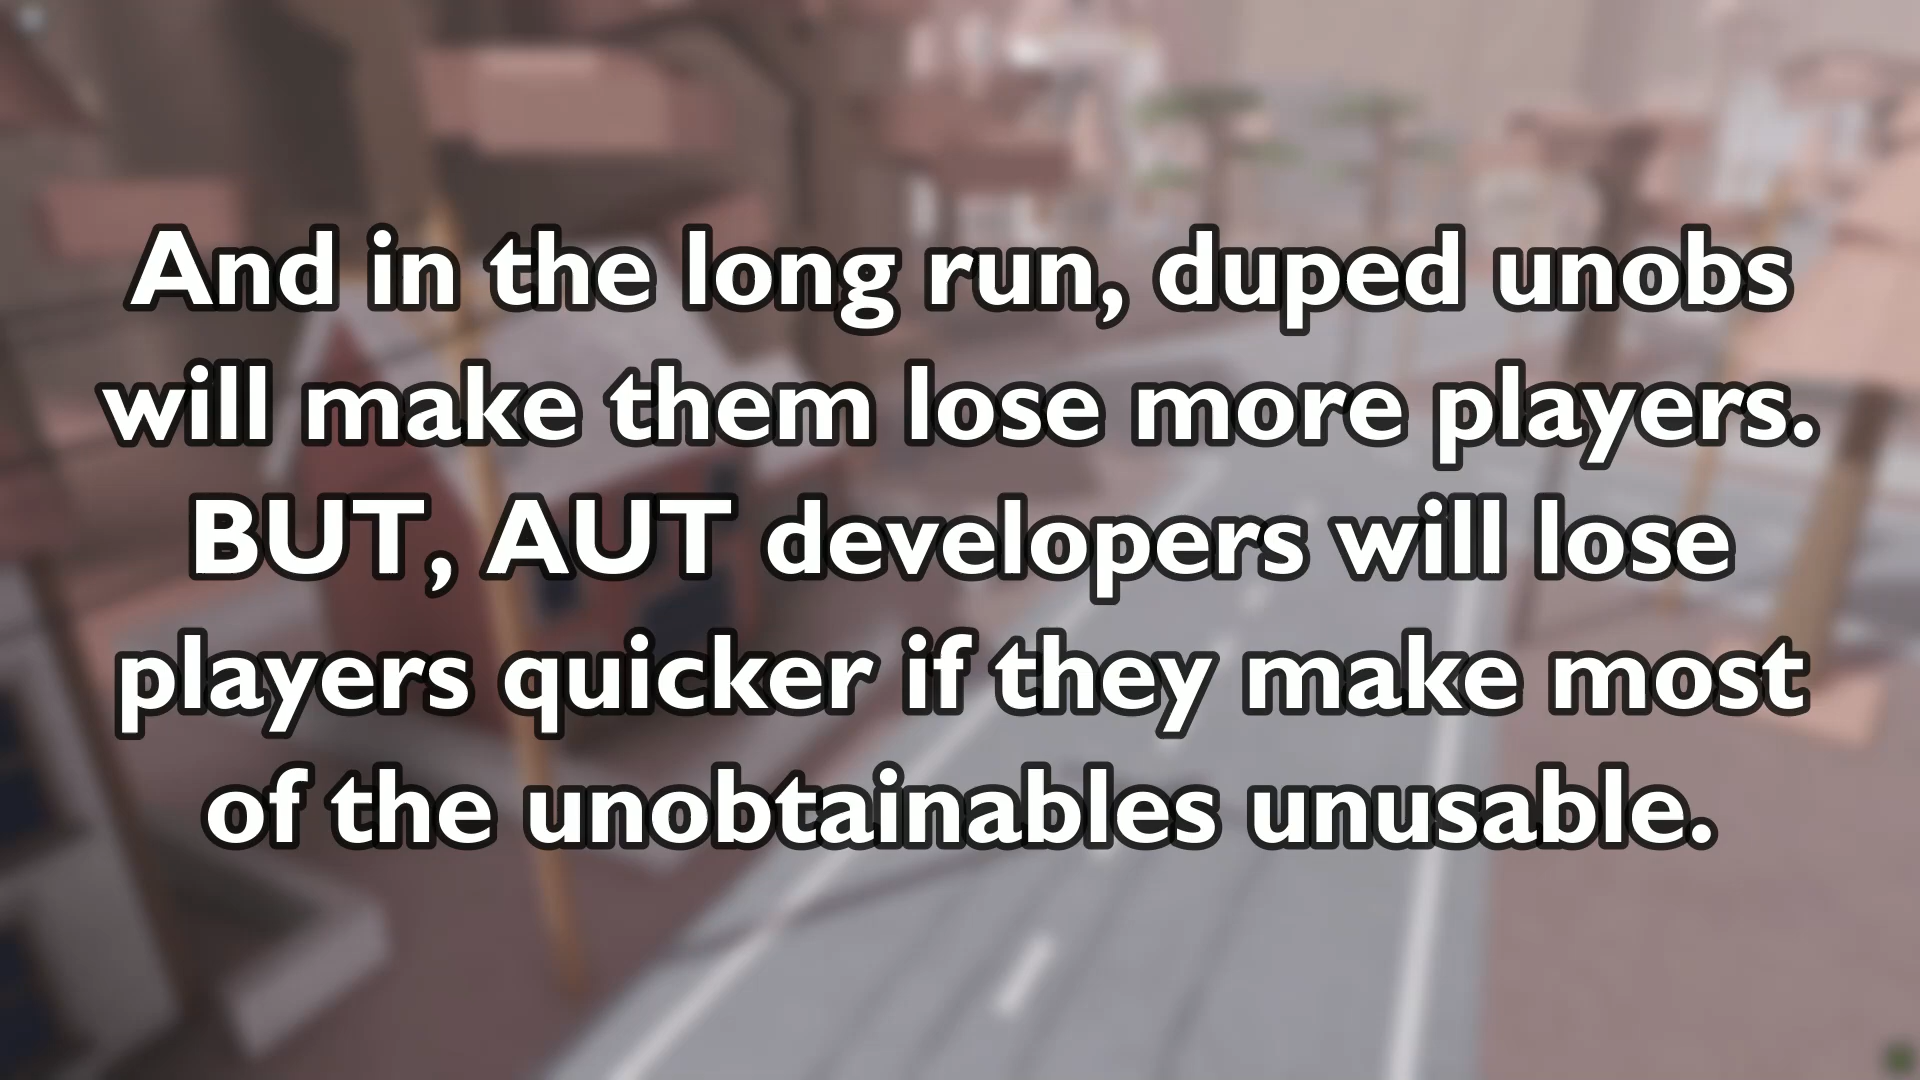 And in the long run, duped unobs
will make them lose more players.
BUT, AUT developers will lose
players quicker if they make most
of the unobtainables unusable.